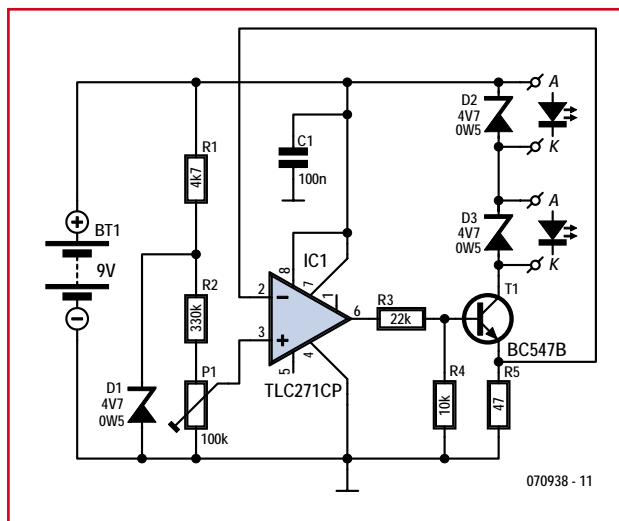 A
D2
4V7
0W5
K
R1
4k7
C1
100n
A
D3
4V7
0W5
K
BT1
9V
IC1
8
7
2
1
T1
R2
330k
R3
22k
6
3
BC547B
5
4
TLC271CP
R4
10k
R5
47
D1
4V7
0W5
P1
100k
070938 - 11